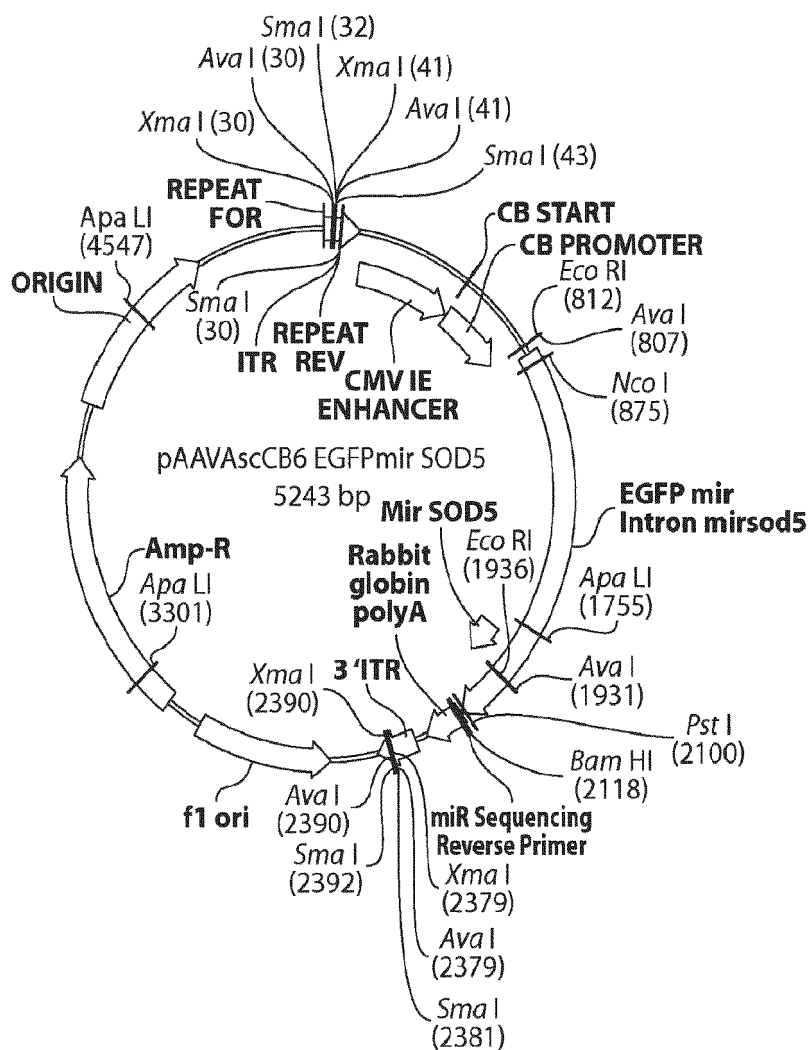 Sma I (32)
Ava I (30)
Xma I (41)
Xma I (30)
Ava I (41)
Sma I (43)
REPEAT
FOR
CB START
CB PROMOTER
Apa LI
(4547)
Eco RI
(812)
ORIGIN
Sma I
(30)
Ava I
(807)
ITR
REPEAT
REV
Nco I
(875)
CMV IE
ENHANCER
pAAVAscCB6 EGFPmir SOD5
5243 bp
EGFP mir
Intron mirsod5
Mir SOD5
Eco RI
(1936)
Rabbit
globin
polyA
Amp-R
Apa LI
(3301)
Apa LI
(1755)
3 'ITR
Xma I
(2390)
Ava I
(1931)
Pst I
(2100)
Bam HI
(2118)
f1 ori
Ava I
(2390)
miR Sequencing
Reverse Primer
Sma I
(2392)
Xma I
(2379)
Ava I
(2379)
Sma I
(2381)